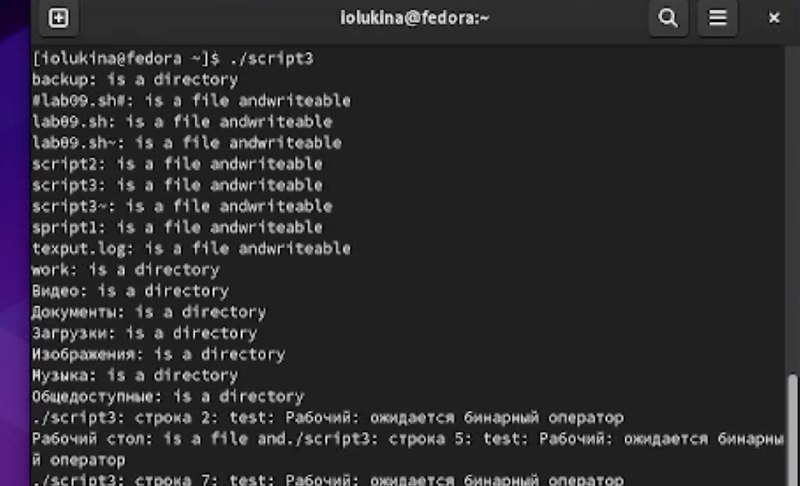 iolukina@fedora:~
[iolukina@fedora ~]$ ./script3
backup: is a directory
#lab09.sh#: is a file andwriteable
lab09.sh: is a file andwriteable
lab09.sh~: is a file andwriteable
script2: is a file andwriteable
script3: is a file andwriteable
script3~: is a file andwriteable
spript1: is a file andwriteable
texput.log: is a file andwriteable
work: is a directory
Видео: is a directory
Документы: is a directory
Загрузки: is a directory
Изображения: is a directory
Музыка: is a directory
Общедоступные: is a directory
./script3: строка 2: test: Рабочий: ожидается бинарный оператор
Рабочий стол: is a file and./script3: строка 5: test: Рабочий: ожидается бинарны
й оператор
./script3: строка 7: test: Рабочий: ожидается бинарный оператор